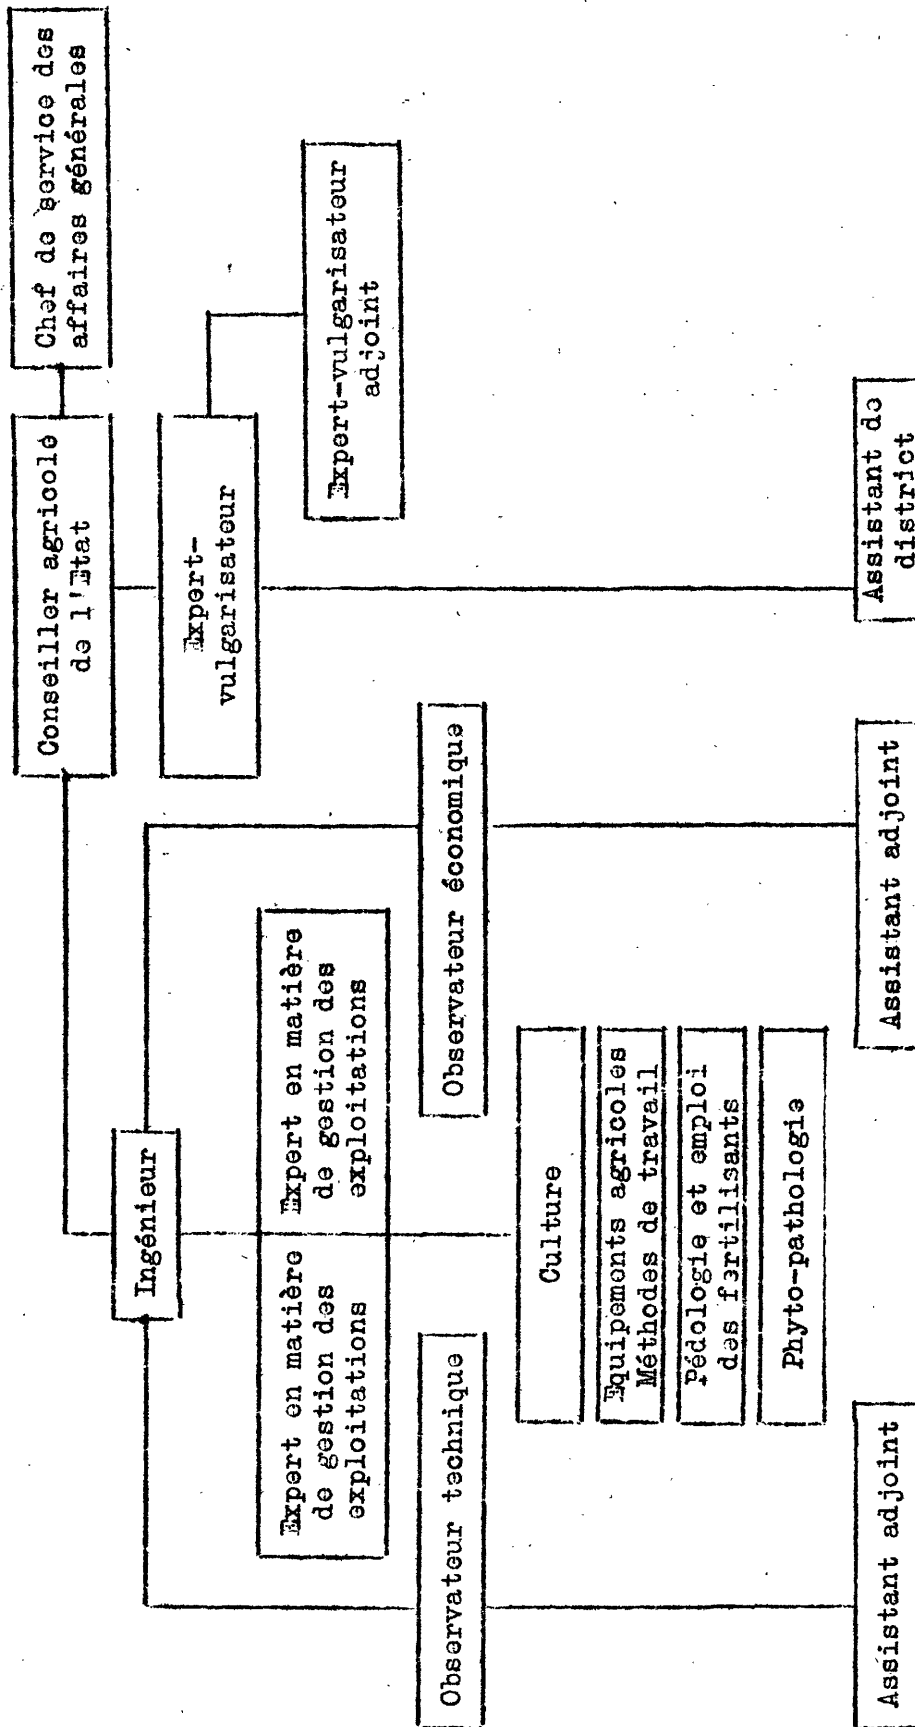 Conseiller agricole
de l'Etat
Chef de service des
affaires générales
Ingénieur
Expert-
vulgarisateur
Expert en matière
de gestion des
exploitations
Expert en matière
de gestion des
exploitations
Expert-vulgarisateur
adjoint
Observateur technique
Observateur économique
Culture
Equipements agricoles
Méthodes de travail
Pédologie et emploi
des fertilisants
Phyto-pathologie
Assistant adjoint
Assistant adjoint
Assistant de
district